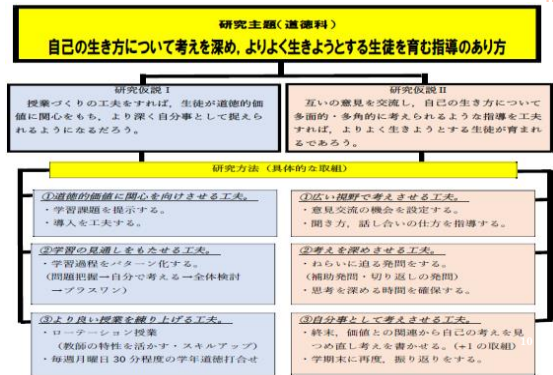 研究主題(道徳科)
自己の生き方について考えを深め,よりよく生きようとする生徒を育む指導のあり方
研究仮説Ⅰ
授業づくりの工夫をすれば,生徒が道徳的価
値に関心をもち,より深く自分事として捉えら
れるようになるだろう。
研究仮説Ⅱ
互いの意見を交流し,自己の生き方について
多面的・多角的に考えられるような指導を工夫
すれば,よりよく生きようとする生徒が育まれ
るであろう。
研究方法(具体的な取組)
①道徳的価値に関心を向けさせる工夫。
・学習課題を提示する。
・導入を工夫する。
②学習の見通しをもたせる工夫。
・学習過程をパターン化する。
(問題把握→自分で考える→全体検討
→プラスワン)
③より良い授業を練り上げる工夫。
・ローテーション授業
(教師の特性を活かす・スキルアップ)
・毎週月曜日30分程度の学年道徳打合せ
①広い視野で考えさせる工夫。
・意見交流の機会を設定する。
・聞き方,話し合いの仕方を指導する。
②考えを深めさせる工夫。
・ねらいに迫る発問をする。
(補助発問・切り返しの発問)
・思考を深める時間を確保する。
③自分事として考えさせる工夫。
・終末,価値との関連から自己の考えを見
つめ直し考えを書かせる。(+1の取組)
・学期末に再度,振り返りをする。
10